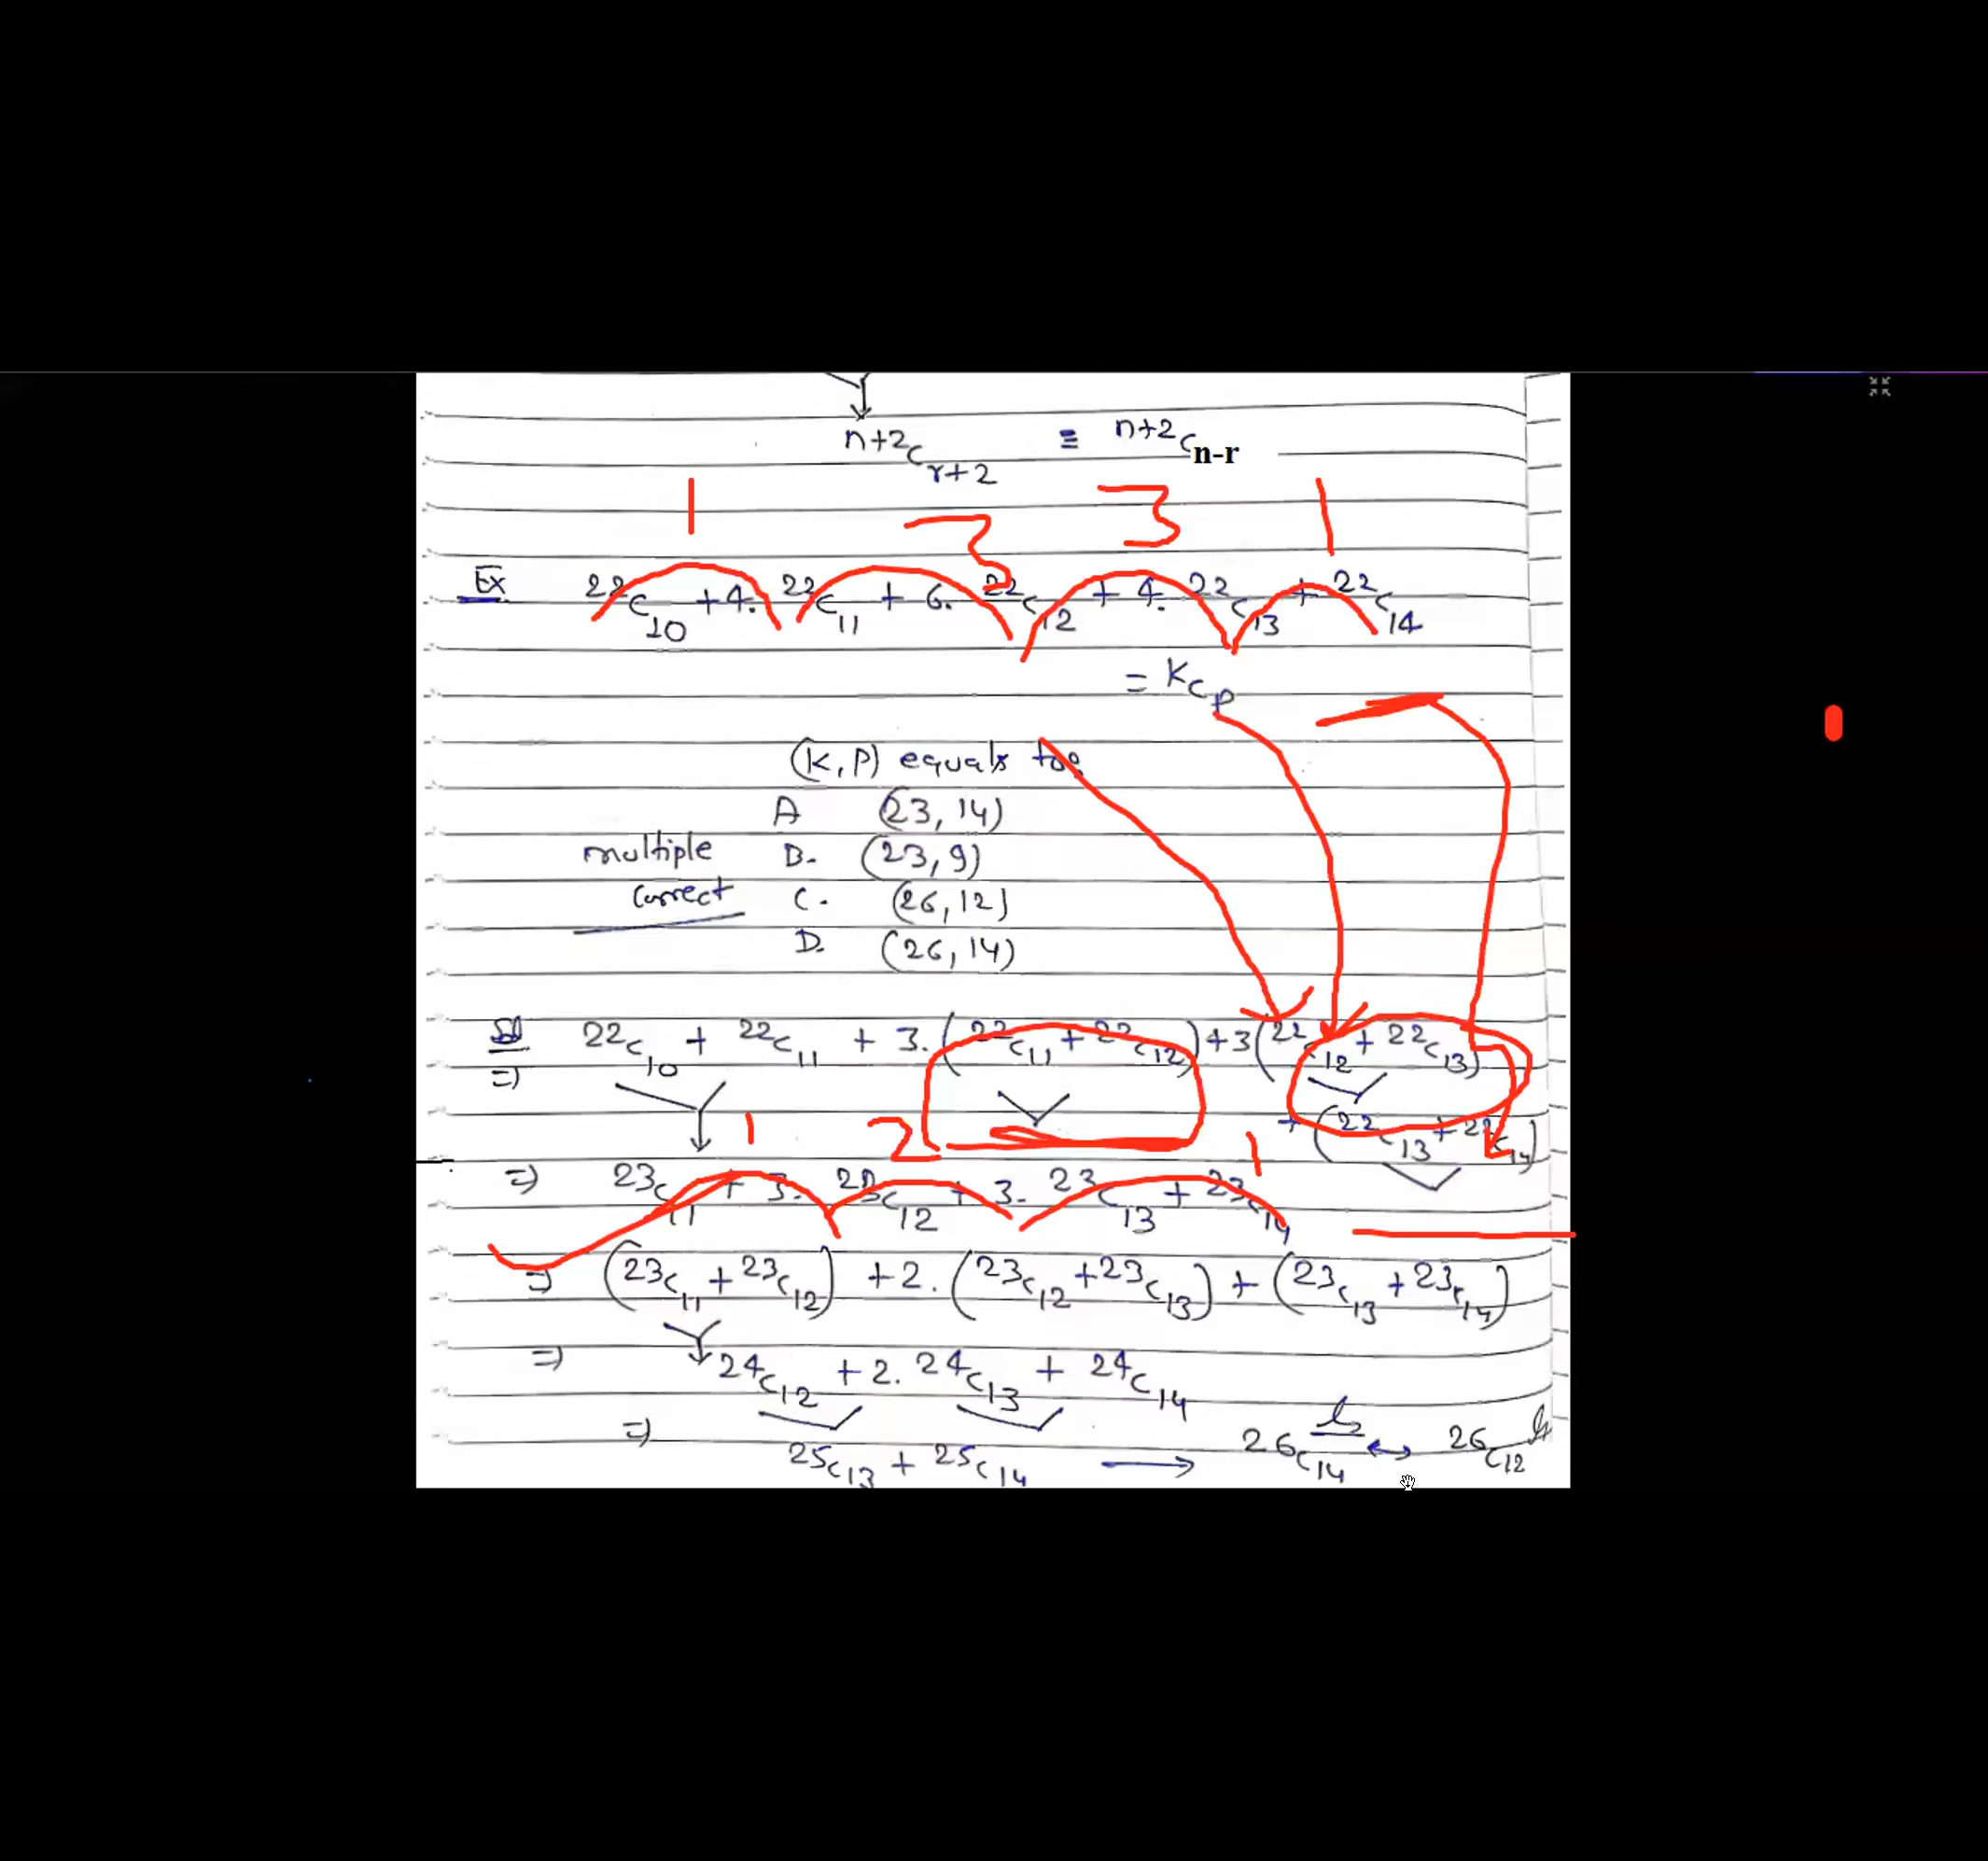 n+2Cr+2 ≡ n+2Cn-r
1 3 3 1
Ex 22C10 + 4. 22C11 + 6. 22C12 + 4. 22C13 + 22C14
= KCp
(K,P) equals to
A (23, 14)
multiple B. (23, 9)
correct C. (26, 12)
D. (26, 14)
Sol 22C10 + 22C11 + 3. (22C11 + 22C12) + 3(22C12 + 22C13)
=)
+ (22C13 + 22C14)
1 2 1
=) 23C11 + 3. 23C12 + 3. 23C13 + 23C14
=) (23C11 + 23C12) + 2. (23C12 + 23C13) + (23C13 + 23C14)
=) 24C12 + 2. 24C13 + 24C14
=) 25C13 + 25C14 → 26C14 ↔ 26C12